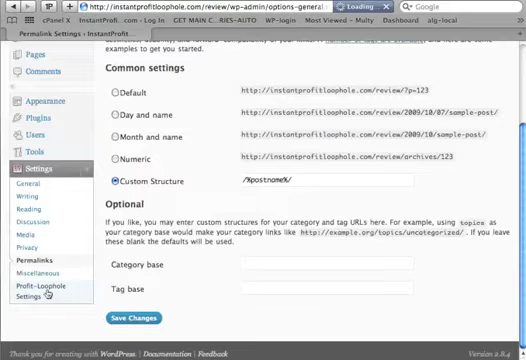 http://instantprofitloophole.com/review/wp-admin/options-general.
Loading
Google
cPanel X
InstantProf...m/ LogIn
GET SCHEMA...RIES-AUTO
WP-login
Most Viewed - Multy
Dashboard
alg-local
Permalink Settings ‹ InstantProfit...
examples to get you started.
Pages
Comments
Appearance
Plugins
Users
Tools
Settings
General
Writing
Reading
Discussion
Media
Privacy
Permalinks
Miscellaneous
Profit-Loophole
Settings
Common settings
Default
http://instantprofitloophole.com/review/?p=123
Day and name
http://instantprofitloophole.com/review/2009/10/07/sample-post/
Month and name
http://instantprofitloophole.com/review/2009/10/sample-post/
Numeric
http://instantprofitloophole.com/review/archives/123
Custom Structure
/%postname%/
Optional
If you like, you may enter custom structures for your category and tag URLs here. For example, using topics as
your category base would make your category links like http://example.org/topics/uncategorized/. If you leave
these blank the defaults will be used.
Category base
Tag base
Save Changes
Thank you for creating with WordPress. | Documentation | Feedback
Version 2.8.4